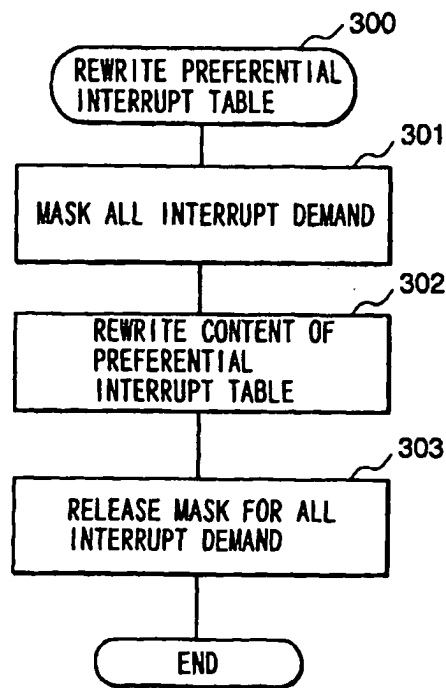 300
REWRITE PREFERENTIAL
INTERRUPT TABLE
301
MASK ALL INTERRUPT DEMAND
302
REWRITE CONTENT OF
PREFERENTIAL
INTERRUPT TABLE
303
RELEASE MASK FOR ALL
INTERRUPT DEMAND
END